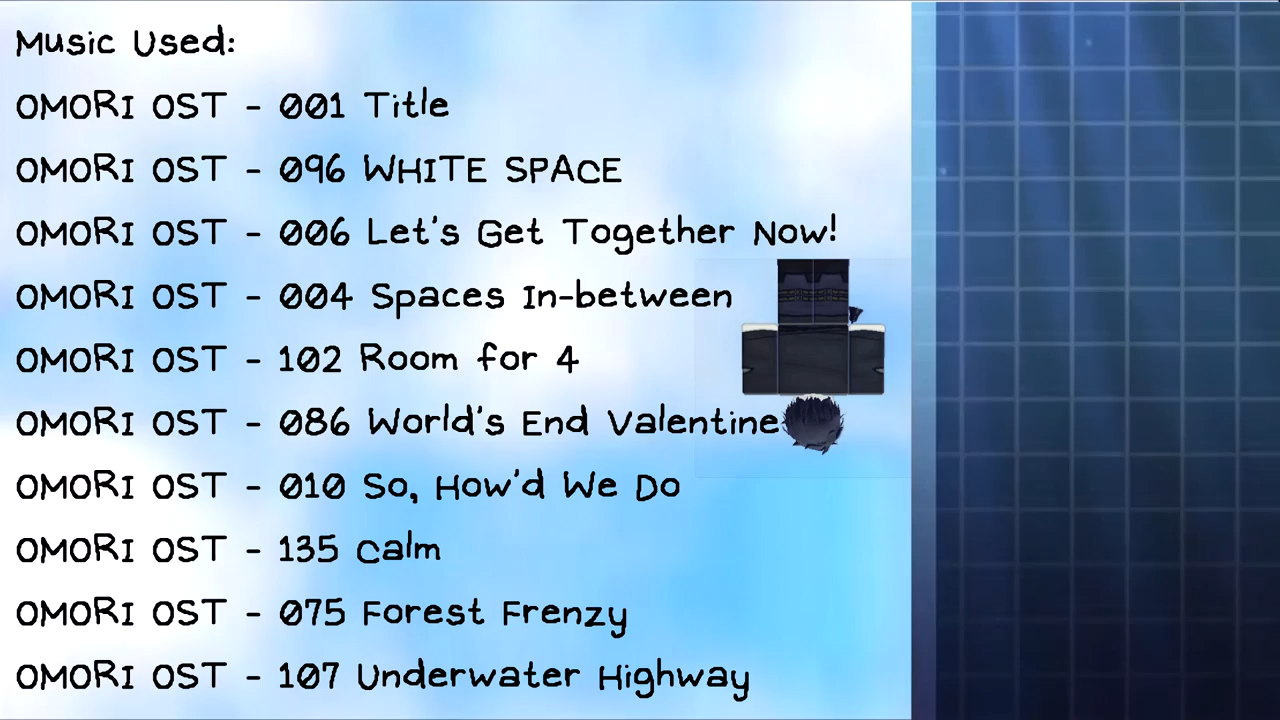 Music Used:
OMORI OST - 001 Title
OMORI OST - 096 WHITE SPACE
OMORI OST - 006 Let's Get Together Now!
OMORI OST - 004 Spaces In-between
OMORI OST - 102 Room for 4
OMORI OST - 086 World's End Valentine
OMORI OST - 010 So, How'd We Do
OMORI OST - 135 Calm
OMORI OST - 075 Forest Frenzy
OMORI OST - 107 Underwater Highway